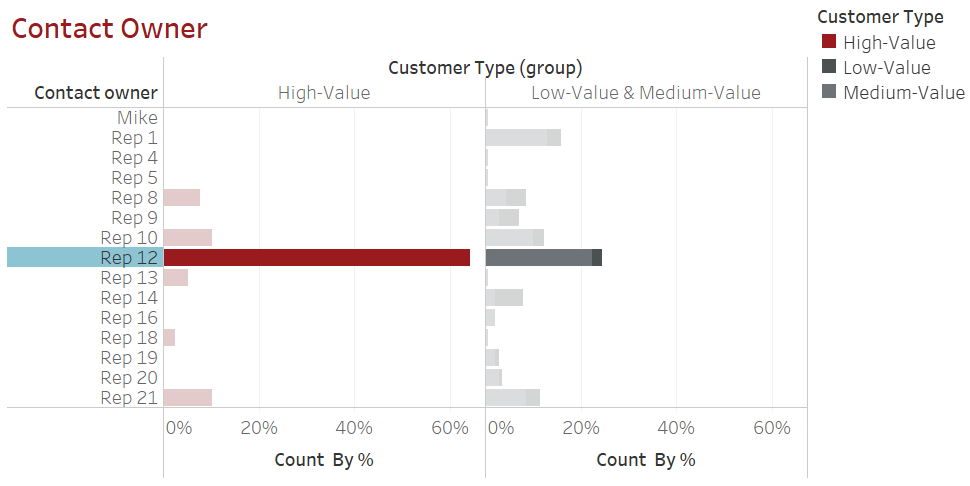 Contact Owner
Customer Type
High-Value
Low-Value
Medium-Value
Customer Type (group)
Contact owner High-Value Low-Value & Medium-Value
Mike
Rep 1
Rep 4
Rep 5
Rep 8
Rep 9
Rep 10
Rep 12
Rep 13
Rep 14
Rep 16
Rep 18
Rep 19
Rep 20
Rep 21
0% 20% 40% 60% 0% 20% 40% 60%
Count By % Count By %